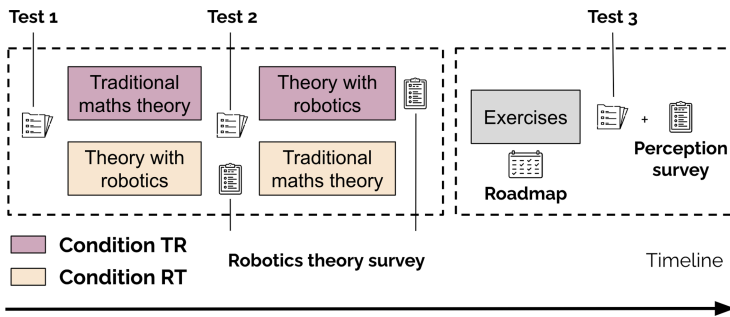 Test 1
Test 2
Test 3
Traditional
maths theory
Theory with
robotics
Exercises
+
Perception
survey
Theory with
robotics
Traditional
maths theory
Roadmap
Condition TR
Condition RT
Robotics theory survey
Timeline